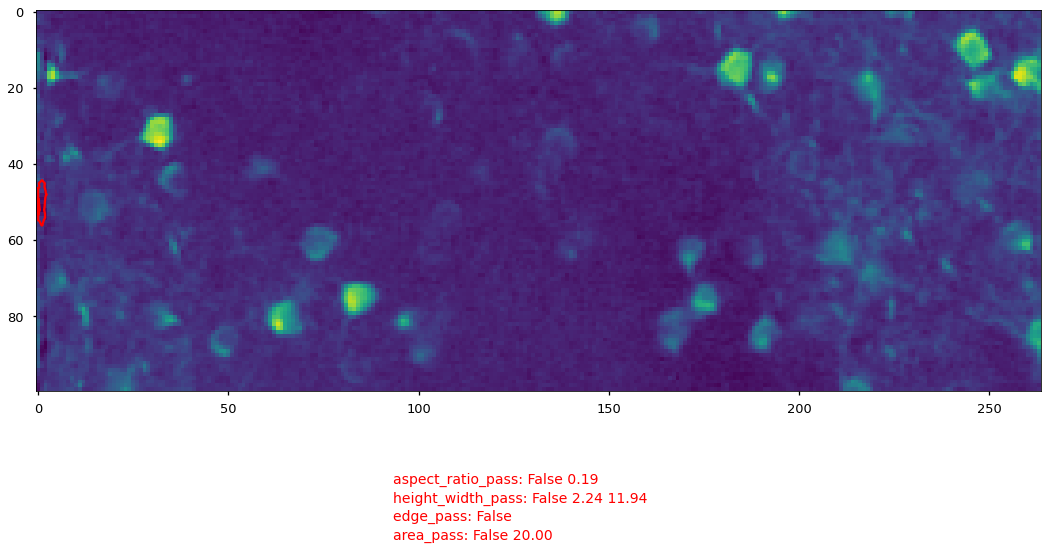 0
20
40
60
80
0 50 100 150 200 250
aspect_ratio_pass: False 0.19
height_width_pass: False 2.24 11.94
edge_pass: False
area_pass: False 20.00